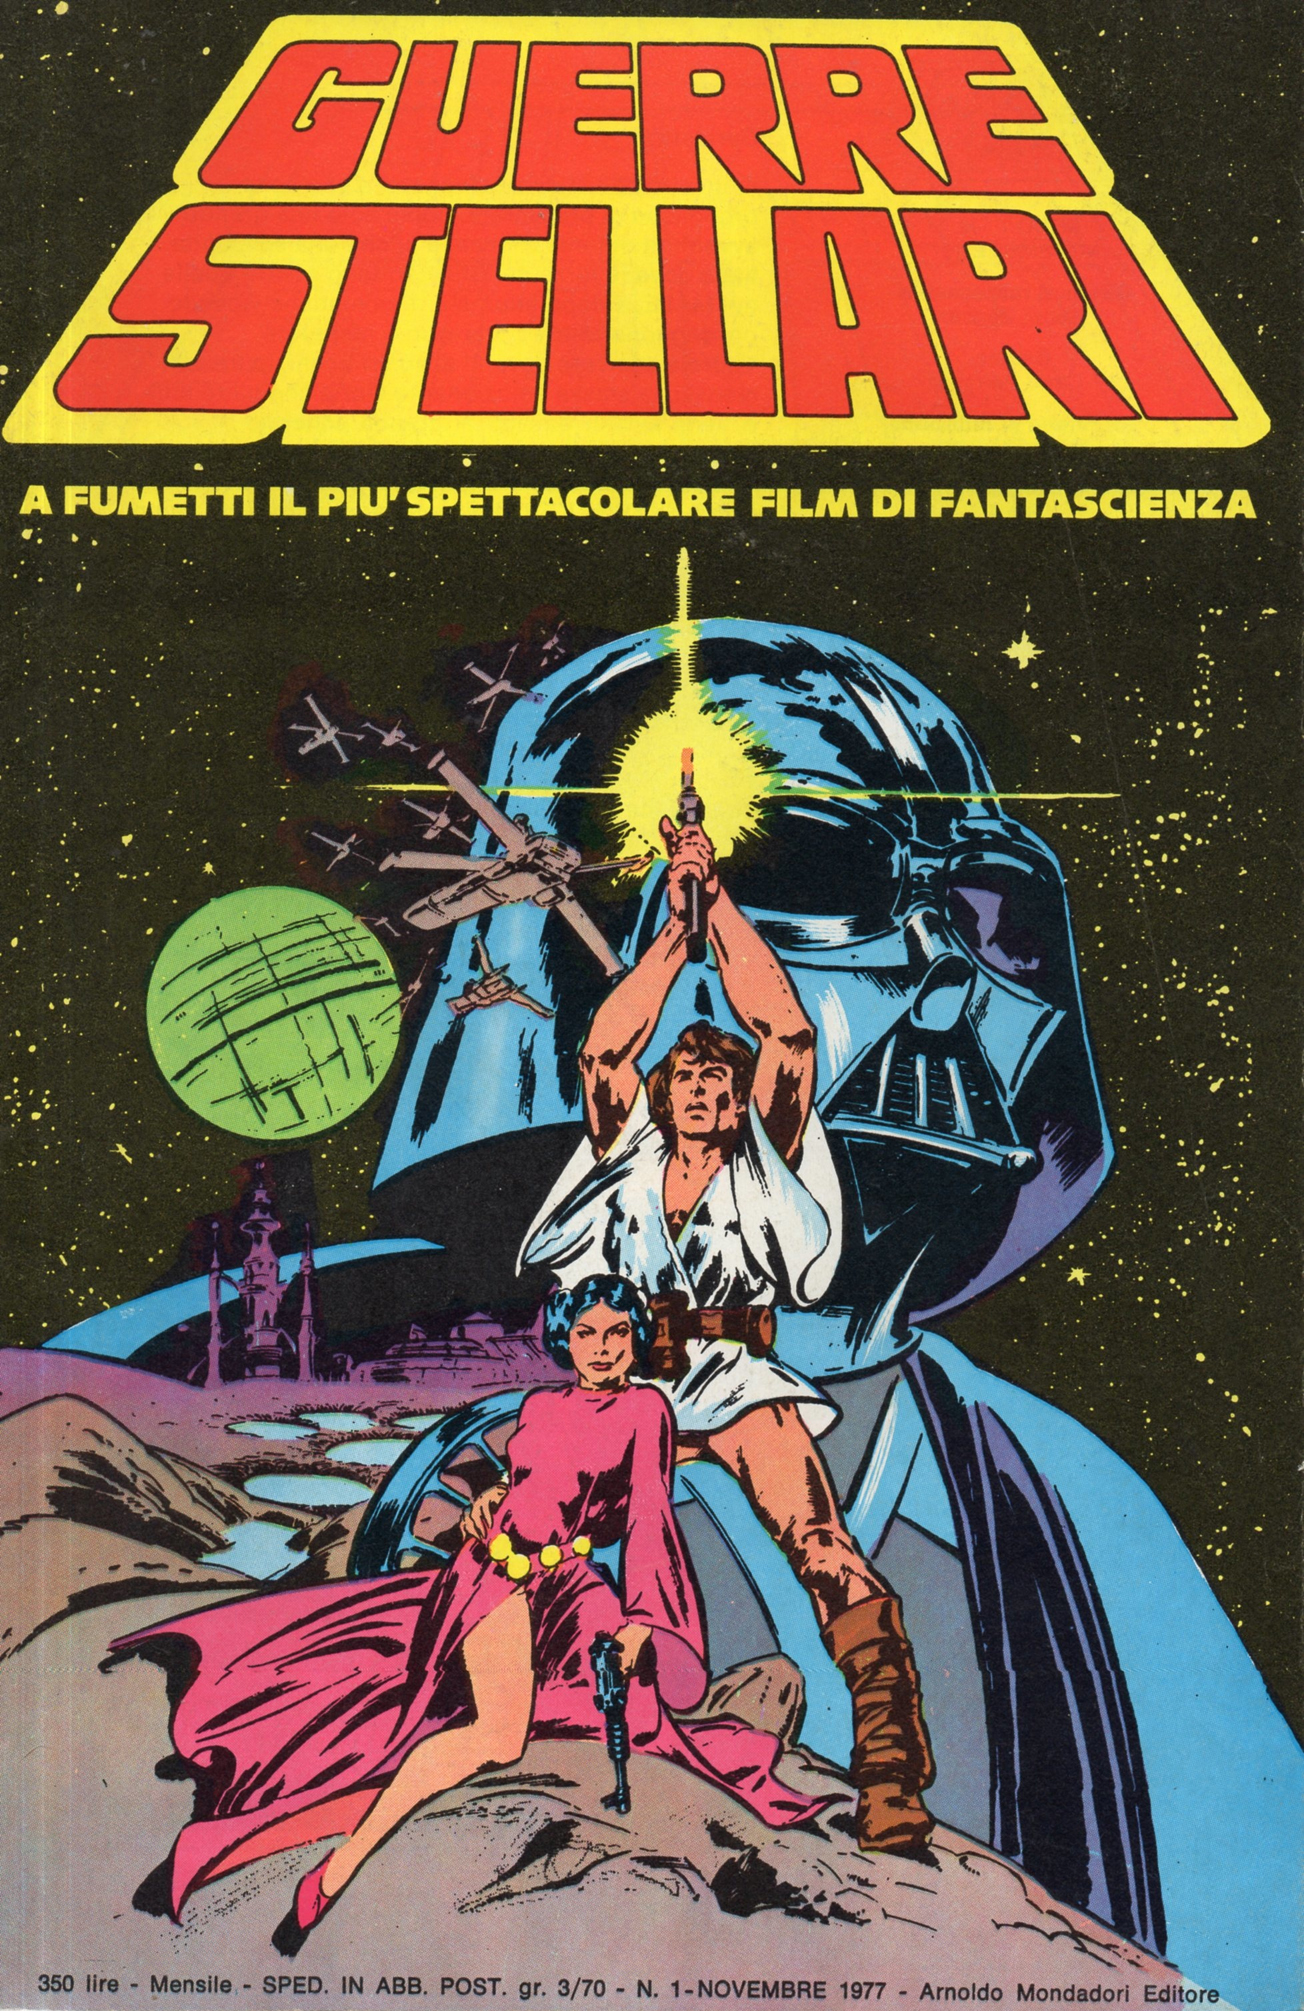 GUERRE
STELLARI
A FUMETTI IL PIU' SPETTACOLARE FILM DI FANTASCIENZA
350 lire - Mensile - SPED. IN ABB. POST. gr. 3/70 - N. 1-NOVEMBRE 1977 - Arnoldo Mondadori Editore